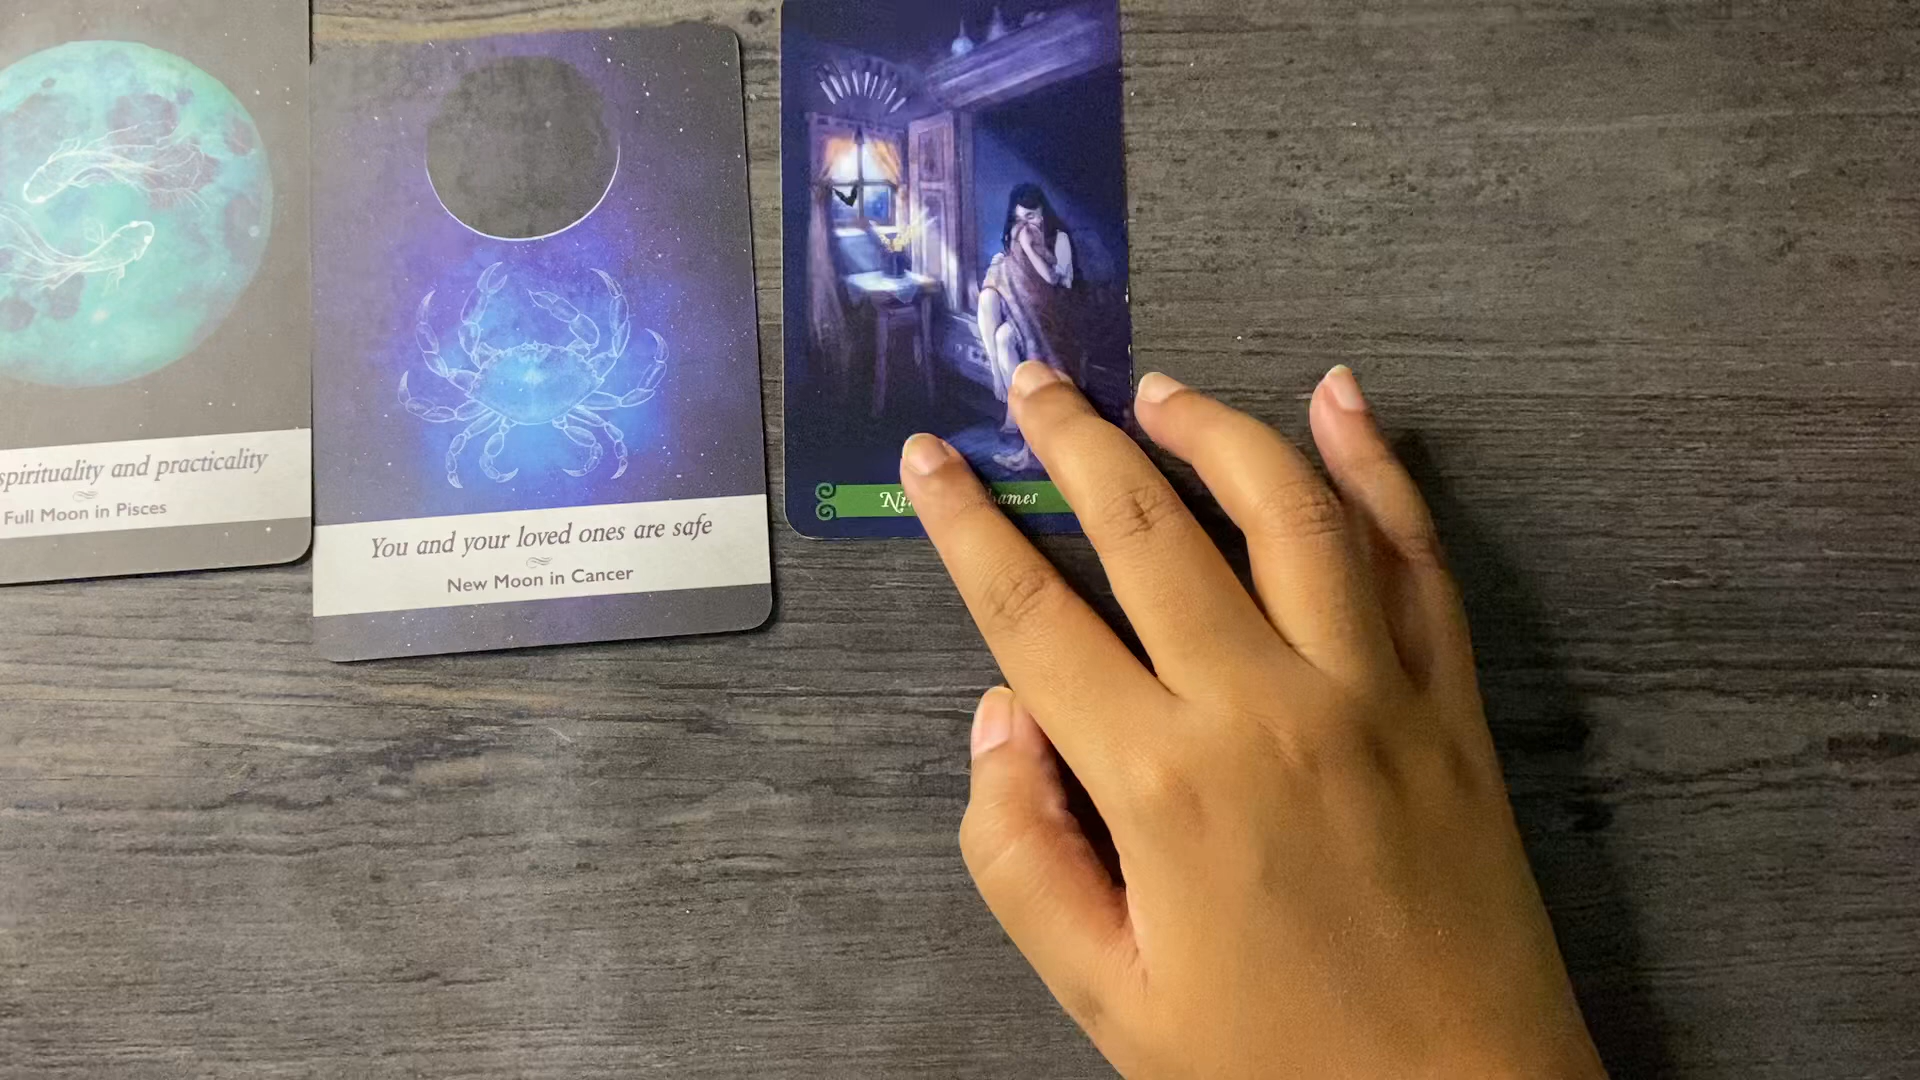 spirituality and practicality
Full Moon in Pisces
You and your loved ones are safe
New Moon in Cancer